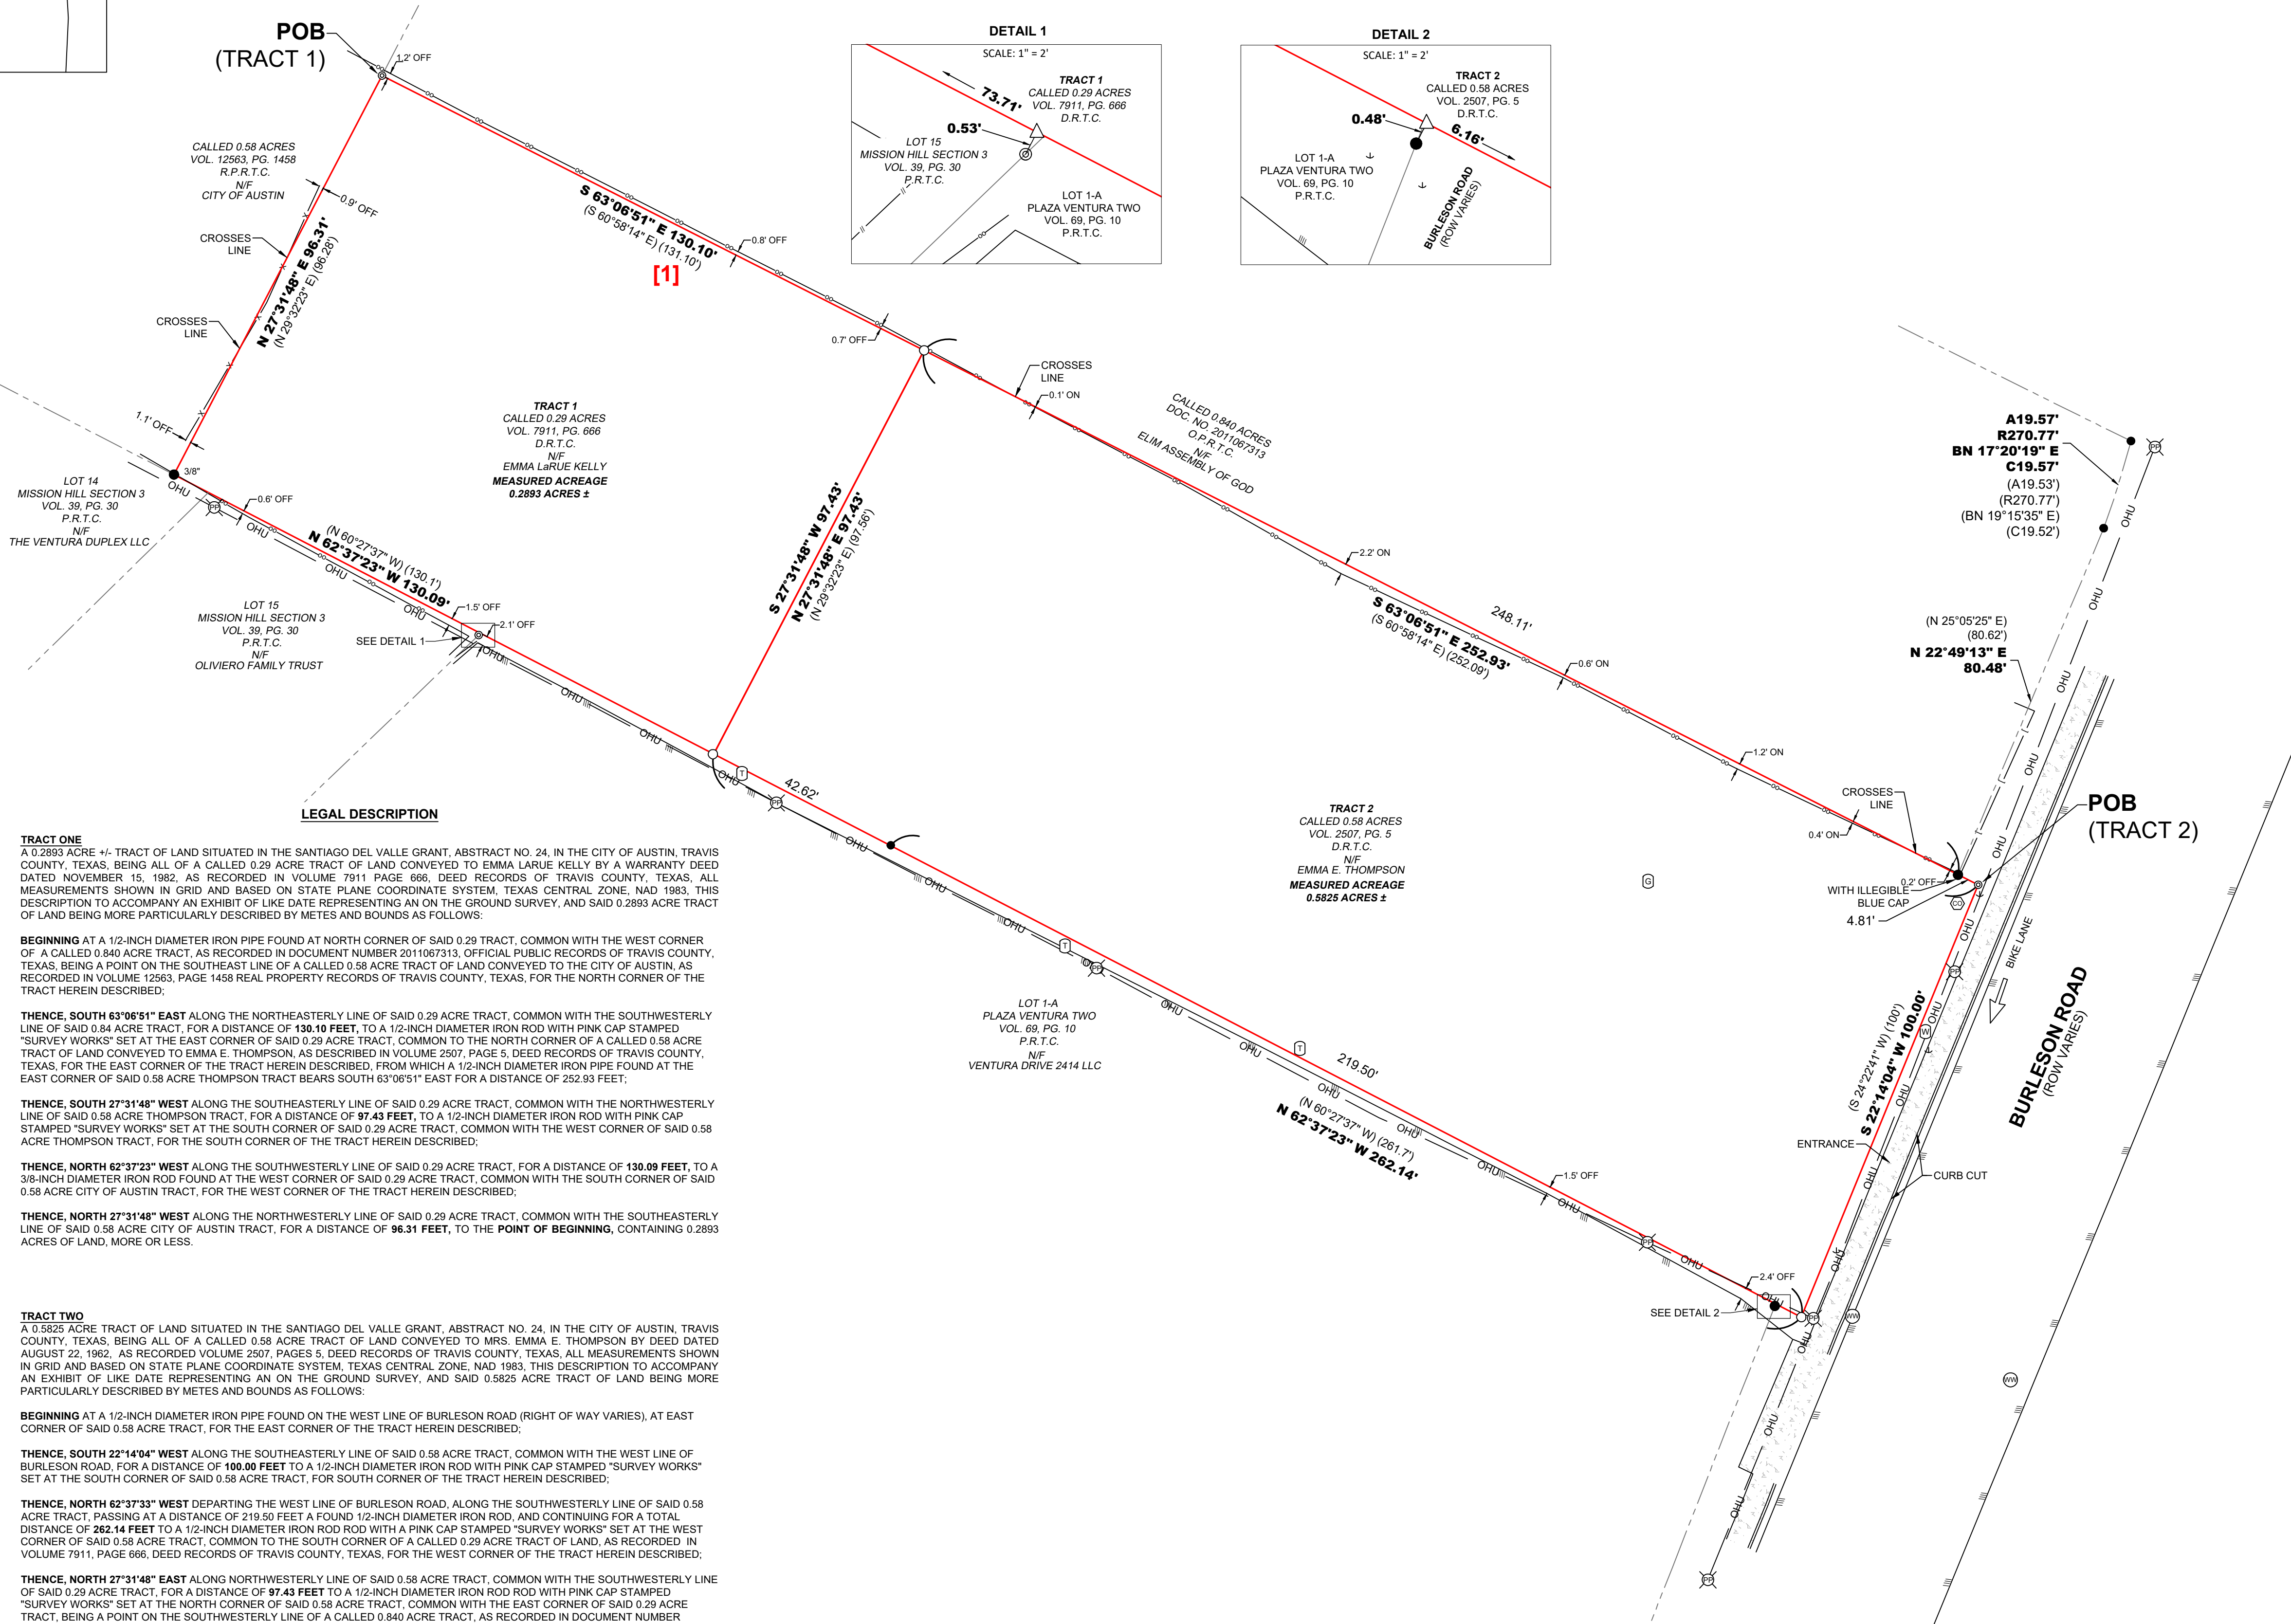 POB
(TRACT 1)
1.2' OFF
DETAIL 1
SCALE: 1" = 2'
TRACT 1
CALLED 0.29 ACRES
VOL. 7911, PG. 666
D.R.T.C.
73.71'
0.53'
LOT 15
MISSION HILL SECTION 3
VOL. 39, PG. 30
P.R.T.C.
LOT 1-A
PLAZA VENTURA TWO
VOL. 69, PG. 10
P.R.T.C.
DETAIL 2
SCALE: 1" = 2'
TRACT 2
CALLED 0.58 ACRES
VOL. 2507, PG. 5
D.R.T.C.
0.48'
6.16'
LOT 1-A
PLAZA VENTURA TWO
VOL. 69, PG. 10
P.R.T.C.
BURLESON ROAD
(ROW VARIES)
CALLED 0.58 ACRES
VOL. 12563, PG. 1458
R.P.R.T.C.
N/F
CITY OF AUSTIN
0.9' OFF
CROSSES
LINE
N 27°31'48" E 96.31'
(N 29°32'23" E) (96.28')
CROSSES
LINE
1.1' OFF
S 63°06'51" E 130.10'
(S 60°58'14" E) (131.10')
[1]
0.8' OFF
0.7' OFF
CROSSES
LINE
0.1' ON
CALLED 0.840 ACRES
DOC. NO. 2011067313
O.P.R.T.C.
N/F
ELIM ASSEMBLY OF GOD
A19.57'
R270.77'
BN 17°20'19" E
C19.57'
(A19.53')
(R270.77')
(BN 19°15'35" E)
(C19.52')
PP
OHU
TRACT 1
CALLED 0.29 ACRES
VOL. 7911, PG. 666
D.R.T.C.
N/F
EMMA LaRUE KELLY
MEASURED ACREAGE
0.2893 ACRES ±
3/8"
LOT 14
MISSION HILL SECTION 3
VOL. 39, PG. 30
P.R.T.C.
N/F
THE VENTURA DUPLEX LLC
OHU
PP
0.6' OFF
OHU
(N 60°27'37" W) (130.1')
N 62°37'23" W 130.09'
OHU
OHU
1.5' OFF
2.1' OFF
SEE DETAIL 1
OHU
LOT 15
MISSION HILL SECTION 3
VOL. 39, PG. 30
P.R.T.C.
N/F
OLIVIERO FAMILY TRUST
S 27°31'48" W 97.43'
N 27°31'48" E 97.43'
(N 29°32'23" E) (97.56')
2.2' ON
S 63°06'51" E 252.93'
(S 60°58'14" E) (252.09')
248.11'
0.6' ON
1.2' ON
(N 25°05'25" E)
(80.62')
N 22°49'13" E
80.48'
OHU
OHU
OHU
OHU
OHU
OHU
T
PP
42.62'
CROSSES
LINE
0.4' ON
POB
(TRACT 2)
OHU
0.2' OFF
WITH ILLEGIBLE
BLUE CAP
CO
4.81'
TRACT 2
CALLED 0.58 ACRES
VOL. 2507, PG. 5
D.R.T.C.
N/F
EMMA E. THOMPSON
MEASURED ACREAGE
0.5825 ACRES ±
G
OHU
OHU
T
PP
OHU
OHU
T
OHU
OHU
OHU
OHU
OHU
LOT 1-A
PLAZA VENTURA TWO
VOL. 69, PG. 10
P.R.T.C.
N/F
VENTURA DRIVE 2414 LLC
219.50'
(N 60°27'37" W) (261.7')
N 62°37'23" W 262.14'
1.5' OFF
PP
OHU
2.4' OFF
OHU
SEE DETAIL 2
PP
BIKE LANE
OHU
PP
OHU
W
(S 24°22'41" W) (100')
S 22°14'04" W 100.00'
OHU
ENTRANCE
OHU
CURB CUT
OHU
BURLESON ROAD
(ROW VARIES)
WW
WW
OHU
OHU
OHU
PP
LEGAL DESCRIPTION
TRACT ONE
A 0.2893 ACRE +/- TRACT OF LAND SITUATED IN THE SANTIAGO DEL VALLE GRANT, ABSTRACT NO. 24, IN THE CITY OF AUSTIN, TRAVIS
COUNTY, TEXAS, BEING ALL OF A CALLED 0.29 ACRE TRACT OF LAND CONVEYED TO EMMA LARUE KELLY BY A WARRANTY DEED
DATED NOVEMBER 15, 1982, AS RECORDED IN VOLUME 7911 PAGE 666, DEED RECORDS OF TRAVIS COUNTY, TEXAS, ALL
MEASUREMENTS SHOWN IN GRID AND BASED ON STATE PLANE COORDINATE SYSTEM, TEXAS CENTRAL ZONE, NAD 1983, THIS
DESCRIPTION TO ACCOMPANY AN EXHIBIT OF LIKE DATE REPRESENTING AN ON THE GROUND SURVEY, AND SAID 0.2893 ACRE TRACT
OF LAND BEING MORE PARTICULARLY DESCRIBED BY METES AND BOUNDS AS FOLLOWS:
BEGINNING AT A 1/2-INCH DIAMETER IRON PIPE FOUND AT NORTH CORNER OF SAID 0.29 TRACT, COMMON WITH THE WEST CORNER
OF A CALLED 0.840 ACRE TRACT, AS RECORDED IN DOCUMENT NUMBER 2011067313, OFFICIAL PUBLIC RECORDS OF TRAVIS COUNTY,
TEXAS, BEING A POINT ON THE SOUTHEAST LINE OF A CALLED 0.58 ACRE TRACT OF LAND CONVEYED TO THE CITY OF AUSTIN, AS
RECORDED IN VOLUME 12563, PAGE 1458 REAL PROPERTY RECORDS OF TRAVIS COUNTY, TEXAS, FOR THE NORTH CORNER OF THE
TRACT HEREIN DESCRIBED;
THENCE, SOUTH 63°06'51" EAST ALONG THE NORTHEASTERLY LINE OF SAID 0.29 ACRE TRACT, COMMON WITH THE SOUTHWESTERLY
LINE OF SAID 0.84 ACRE TRACT, FOR A DISTANCE OF 130.10 FEET, TO A 1/2-INCH DIAMETER IRON ROD WITH PINK CAP STAMPED
"SURVEY WORKS" SET AT THE EAST CORNER OF SAID 0.29 ACRE TRACT, COMMON TO THE NORTH CORNER OF A CALLED 0.58 ACRE
TRACT OF LAND CONVEYED TO EMMA E. THOMPSON, AS DESCRIBED IN VOLUME 2507, PAGE 5, DEED RECORDS OF TRAVIS COUNTY,
TEXAS, FOR THE EAST CORNER OF THE TRACT HEREIN DESCRIBED, FROM WHICH A 1/2-INCH DIAMETER IRON PIPE FOUND AT THE
EAST CORNER OF SAID 0.58 ACRE THOMPSON TRACT BEARS SOUTH 63°06'51" EAST FOR A DISTANCE OF 252.93 FEET;
THENCE, SOUTH 27°31'48" WEST ALONG THE SOUTHEASTERLY LINE OF SAID 0.29 ACRE TRACT, COMMON WITH THE NORTHWESTERLY
LINE OF SAID 0.58 ACRE THOMPSON TRACT, FOR A DISTANCE OF 97.43 FEET, TO A 1/2-INCH DIAMETER IRON ROD WITH PINK CAP
STAMPED "SURVEY WORKS" SET AT THE SOUTH CORNER OF SAID 0.29 ACRE TRACT, COMMON WITH THE WEST CORNER OF SAID 0.58
ACRE THOMPSON TRACT, FOR THE SOUTH CORNER OF THE TRACT HEREIN DESCRIBED;
THENCE, NORTH 62°37'23" WEST ALONG THE SOUTHWESTERLY LINE OF SAID 0.29 ACRE TRACT, FOR A DISTANCE OF 130.09 FEET, TO A
3/8-INCH DIAMETER IRON ROD FOUND AT THE WEST CORNER OF SAID 0.29 ACRE TRACT, COMMON WITH THE SOUTH CORNER OF SAID
0.58 ACRE CITY OF AUSTIN TRACT, FOR THE WEST CORNER OF THE TRACT HEREIN DESCRIBED;
THENCE, NORTH 27°31'48" WEST ALONG THE NORTHWESTERLY LINE OF SAID 0.29 ACRE TRACT, COMMON WITH THE SOUTHEASTERLY
LINE OF SAID 0.58 ACRE CITY OF AUSTIN TRACT, FOR A DISTANCE OF 96.31 FEET, TO THE POINT OF BEGINNING, CONTAINING 0.2893
ACRES OF LAND, MORE OR LESS.
TRACT TWO
A 0.5825 ACRE TRACT OF LAND SITUATED IN THE SANTIAGO DEL VALLE GRANT, ABSTRACT NO. 24, IN THE CITY OF AUSTIN, TRAVIS
COUNTY, TEXAS, BEING ALL OF A CALLED 0.58 ACRE TRACT OF LAND CONVEYED TO MRS. EMMA E. THOMPSON BY DEED DATED
AUGUST 22, 1962, AS RECORDED VOLUME 2507, PAGES 5, DEED RECORDS OF TRAVIS COUNTY, TEXAS, ALL MEASUREMENTS SHOWN
IN GRID AND BASED ON STATE PLANE COORDINATE SYSTEM, TEXAS CENTRAL ZONE, NAD 1983, THIS DESCRIPTION TO ACCOMPANY
AN EXHIBIT OF LIKE DATE REPRESENTING AN ON THE GROUND SURVEY, AND SAID 0.5825 ACRE TRACT OF LAND BEING MORE
PARTICULARLY DESCRIBED BY METES AND BOUNDS AS FOLLOWS:
BEGINNING AT A 1/2-INCH DIAMETER IRON PIPE FOUND ON THE WEST LINE OF BURLESON ROAD (RIGHT OF WAY VARIES), AT EAST
CORNER OF SAID 0.58 ACRE TRACT, FOR THE EAST CORNER OF THE TRACT HEREIN DESCRIBED;
THENCE, SOUTH 22°14'04" WEST ALONG THE SOUTHEASTERLY LINE OF SAID 0.58 ACRE TRACT, COMMON WITH THE WEST LINE OF
BURLESON ROAD, FOR A DISTANCE OF 100.00 FEET TO A 1/2-INCH DIAMETER IRON ROD WITH PINK CAP STAMPED "SURVEY WORKS"
SET AT THE SOUTH CORNER OF SAID 0.58 ACRE TRACT, FOR SOUTH CORNER OF THE TRACT HEREIN DESCRIBED;
THENCE, NORTH 62°37'33" WEST DEPARTING THE WEST LINE OF BURLESON ROAD, ALONG THE SOUTHWESTERLY LINE OF SAID 0.58
ACRE TRACT, PASSING AT A DISTANCE OF 219.50 FEET A FOUND 1/2-INCH DIAMETER IRON ROD, AND CONTINUING FOR A TOTAL
DISTANCE OF 262.14 FEET TO A 1/2-INCH DIAMETER IRON ROD ROD WITH A PINK CAP STAMPED "SURVEY WORKS" SET AT THE WEST
CORNER OF SAID 0.58 ACRE TRACT, COMMON TO THE SOUTH CORNER OF A CALLED 0.29 ACRE TRACT OF LAND, AS RECORDED IN
VOLUME 7911, PAGE 666, DEED RECORDS OF TRAVIS COUNTY, TEXAS, FOR THE WEST CORNER OF THE TRACT HEREIN DESCRIBED;
THENCE, NORTH 27°31'48" EAST ALONG NORTHWESTERLY LINE OF SAID 0.58 ACRE TRACT, COMMON WITH THE SOUTHWESTERLY LINE
OF SAID 0.29 ACRE TRACT, FOR A DISTANCE OF 97.43 FEET TO A 1/2-INCH DIAMETER IRON ROD ROD WITH PINK CAP STAMPED
"SURVEY WORKS" SET AT THE NORTH CORNER OF SAID 0.58 ACRE TRACT, COMMON WITH THE EAST CORNER OF SAID 0.29 ACRE
TRACT, BEING A POINT ON THE SOUTHWESTERLY LINE OF A CALLED 0.840 ACRE TRACT, AS RECORDED IN DOCUMENT NUMBER